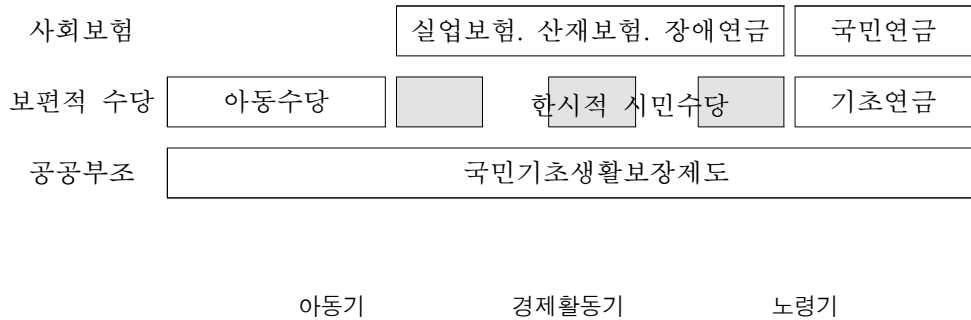 사회보험 실업보험. 산재보험. 장애연금 국민연금
보편적 수당 아동수당 한시적 시민수당 기초연금
공공부조 국민기초생활보장제도
아동기 경제활동기 노령기